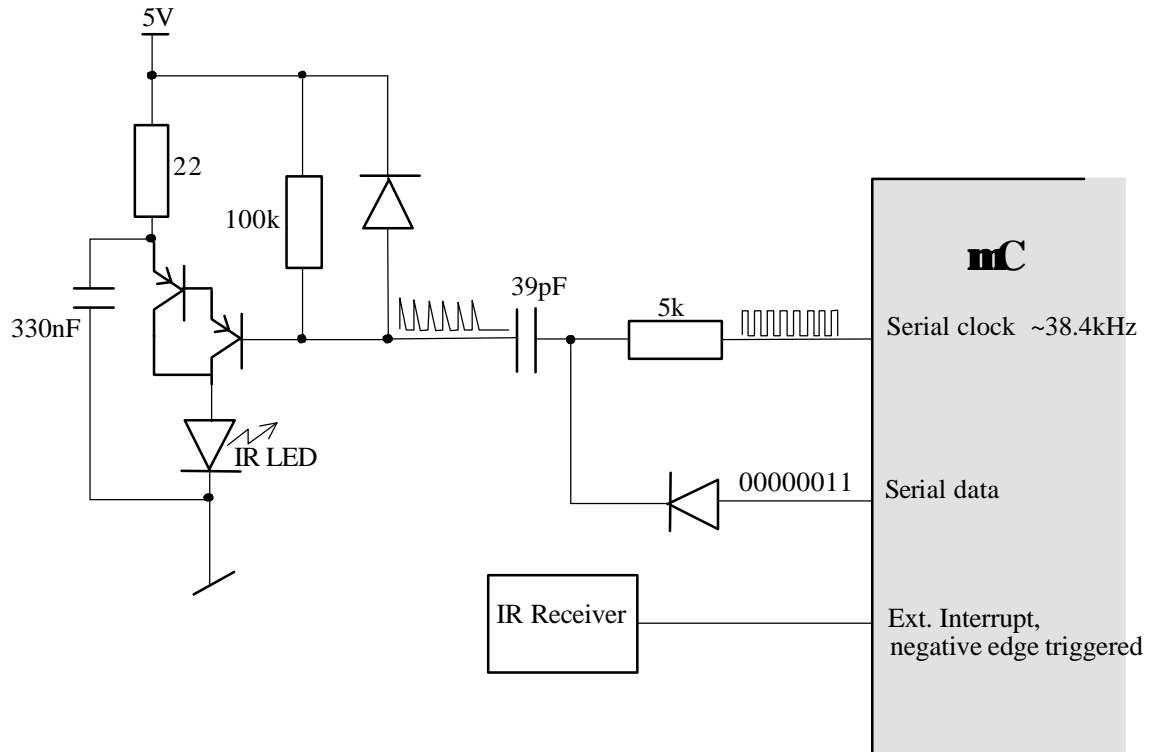 5V
22
100k
330nF
39pF
5k
mC
Serial clock ~38.4kHz
IR LED
00000011
Serial data
IR Receiver
Ext. Interrupt,
negative edge triggered